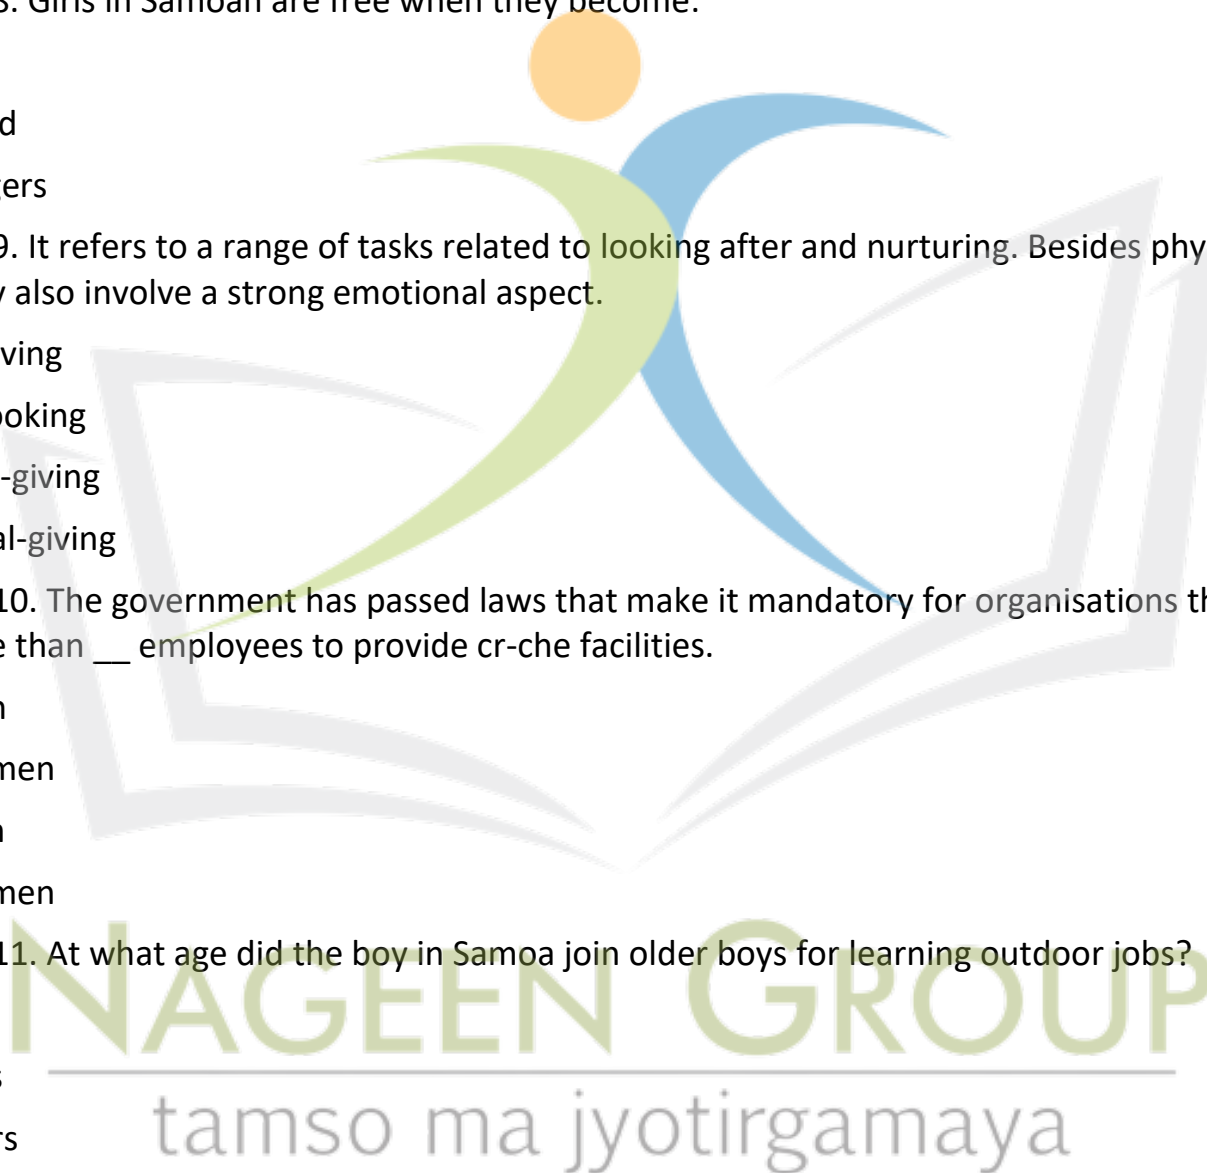 s. Girls in Samoan are free when they become:
d
gers
9. It refers to a range of tasks related to looking after and nurturing. Besides phy
y also involve a strong emotional aspect.
ving
ooking
-giving
al-giving
10. The government has passed laws that make it mandatory for organisations th
e than __ employees to provide cr-che facilities.
n
men
n
men
11. At what age did the boy in Samoa join older boys for learning outdoor jobs?
s
rs
NAGEEN GROUP
tamso ma jyotirgamaya